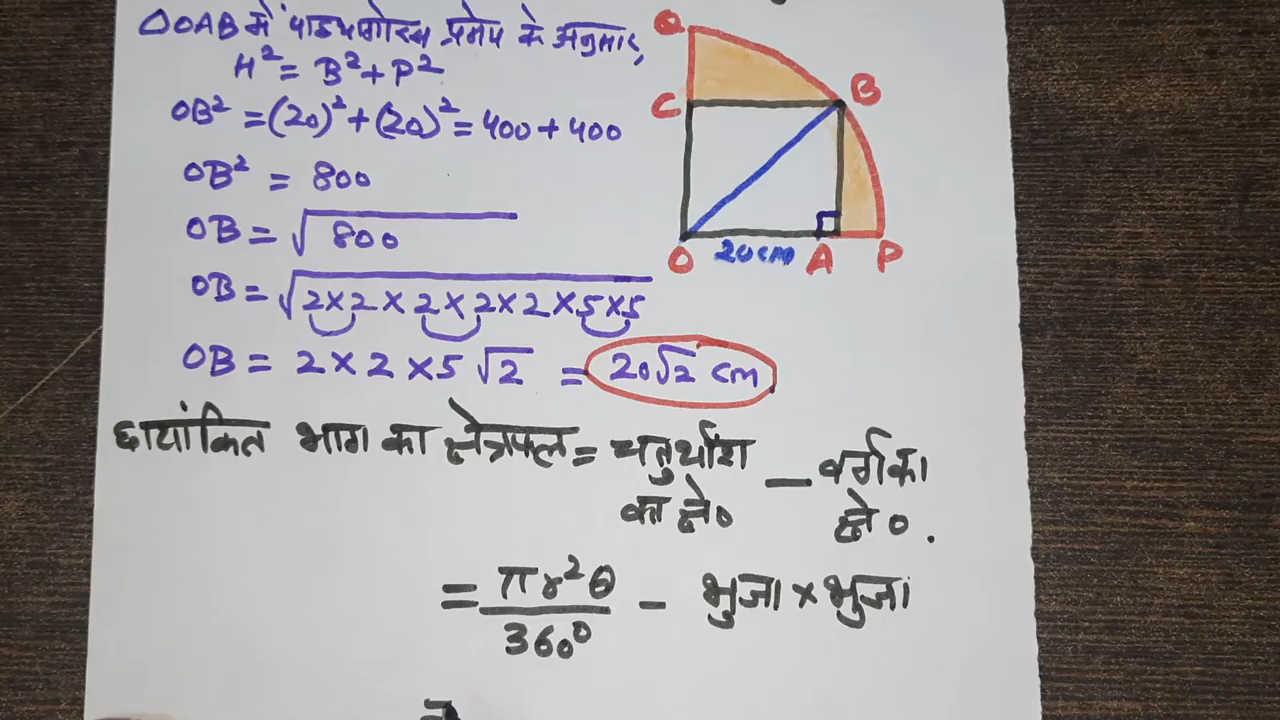 △OAB में पाइथागोरस प्रमेय के अनुसार,
H² = B² + P²
OB² = (20)² + (20)² = 400 + 400
OB² = 800
OB = √800
OB = √2×2×2×2×2×5×5
OB = 2×2×5√2 = 20√2 cm
Q
C
B
O
20cm
A
P
छायांकित भाग का क्षेत्रफल = चतुर्थांश का क्षे० – वर्ग का क्षे०.
= πr²θ/360° – भुजा × भुजा